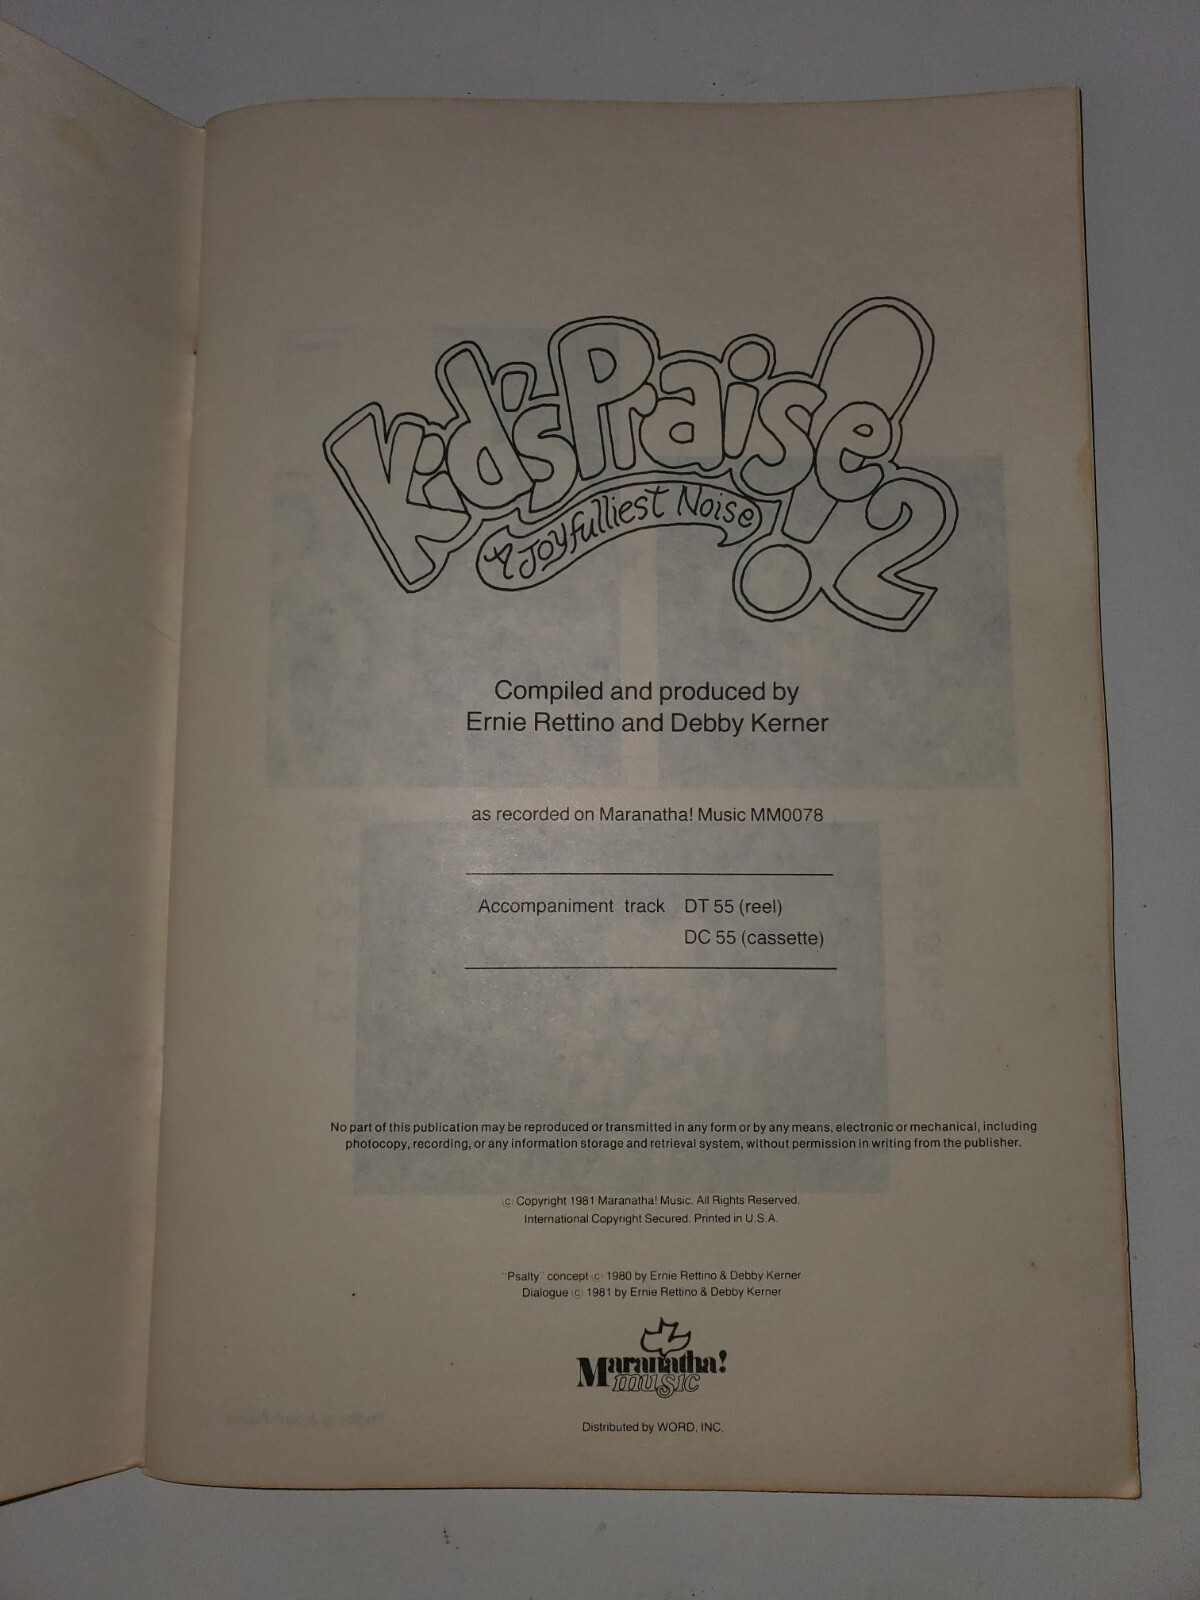 Kid's Praise! 2
A Joyfulliest Noise
Compiled and produced by
Ernie Rettino and Debby Kerner
as recorded on Maranatha! Music MM0078
Accompaniment track DT 55 (reel)
DC 55 (cassette)
No part of this publication may be reproduced or transmitted in any form or by any means, electronic or mechanical, including
photocopy, recording, or any information storage and retrieval system, without permission in writing from the publisher.
© Copyright 1981 Maranatha! Music. All Rights Reserved.
International Copyright Secured. Printed in U.S.A.
"Psalty" concept © 1980 by Ernie Rettino & Debby Kerner
Dialogue © 1981 by Ernie Rettino & Debby Kerner
Maranatha!
music
Distributed by WORD, INC.